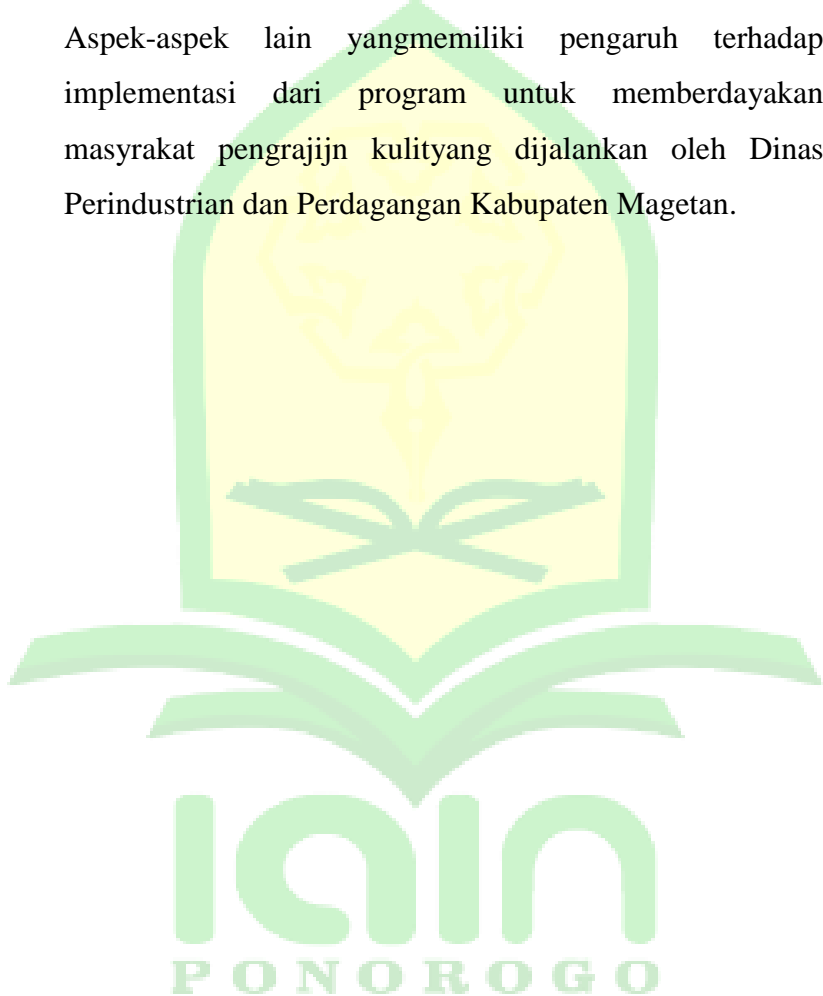 Aspek-aspek lain yangmemiliki pengaruh terhadap
implementasi dari program untuk memberdayakan
masyrakat pengrajijn kulityang dijalankan oleh Dinas
Perindustrian dan Perdagangan Kabupaten Magetan.
IAIN
PONOROGO